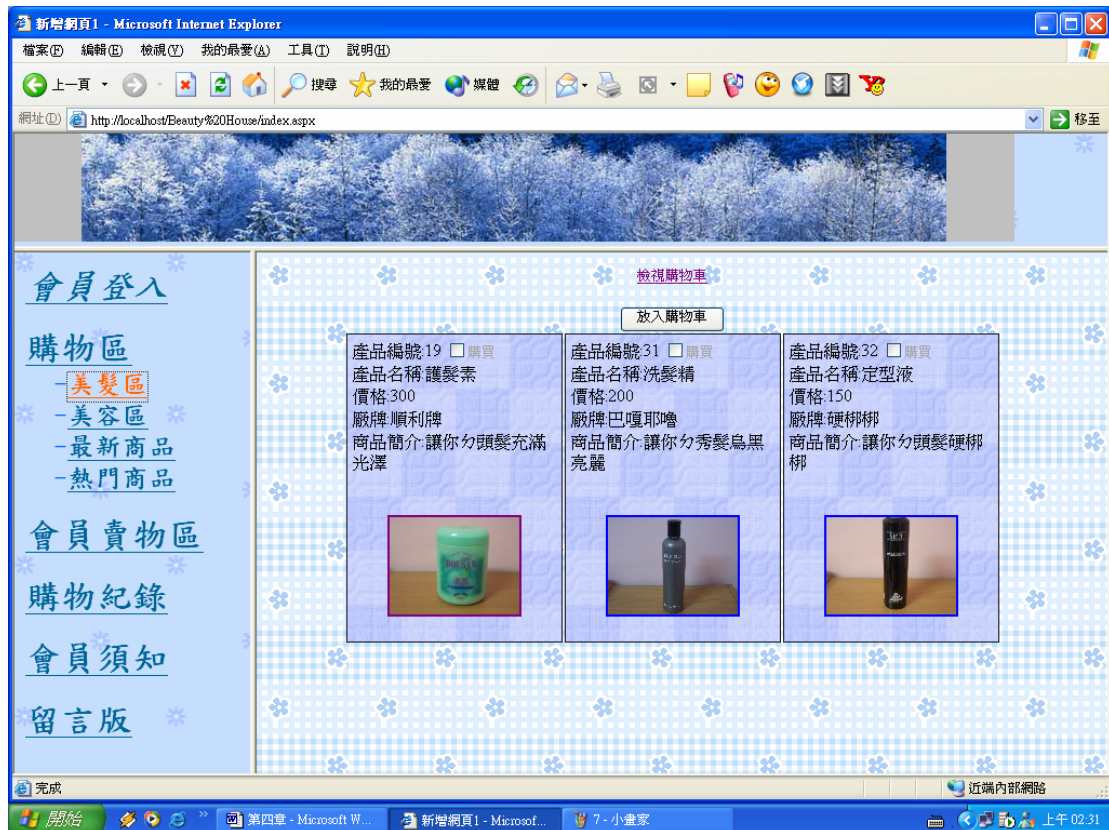 新增網頁1 - Microsoft Internet Explorer
檔案(F) 編輯(E) 檢視(V) 我的最愛(A) 工具(T) 說明(H)
上一頁 搜尋 我的最愛 媒體
網址(D) http://localhost/Beauty%20House/index.aspx 移至
會員登入
購物區
－美髮區
－美容區
－最新商品
－熱門商品
會員賣物區
購物紀錄
會員須知
留言版
檢視購物車
放入購物車
產品編號:19 購買
產品名稱:護髮素
價格:300
廠牌:順利牌
商品簡介:讓你ㄉ頭髮充滿
光澤
產品編號:31 購買
產品名稱:洗髮精
價格:200
廠牌:巴嘎耶嚕
商品簡介:讓你ㄉ秀髮烏黑
亮麗
產品編號:32 購買
產品名稱:定型液
價格:150
廠牌:硬梆梆
商品簡介:讓你ㄉ頭髮硬梆
梆
完成 近端內部網路
開始 第四章 - Microsoft W... 新增網頁1 - Microsof... 7 - 小畫家 上午 02:31